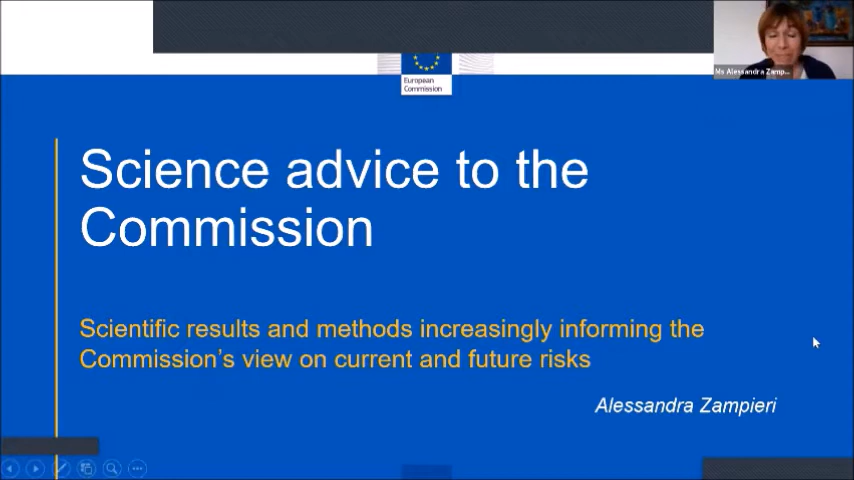 Ms Alessandra Zamp...
European
Commission
Science advice to the
Commission
Scientific results and methods increasingly informing the
Commission's view on current and future risks
Alessandra Zampieri